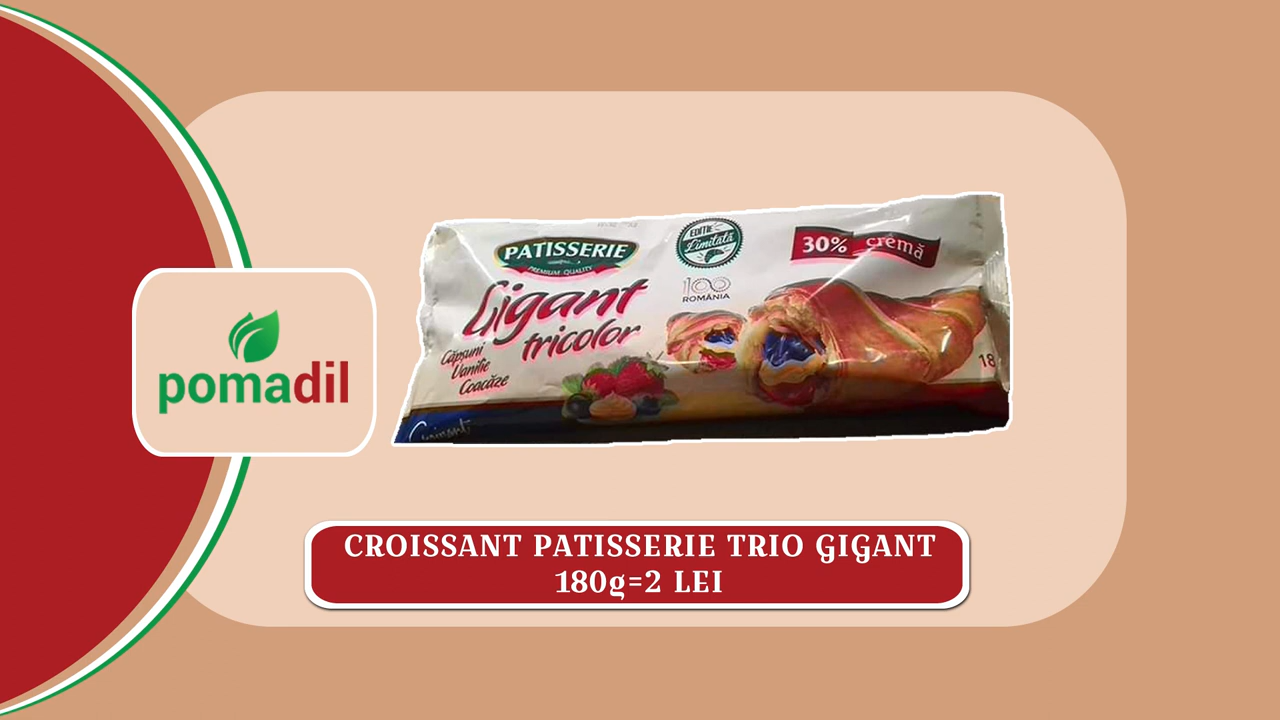 pomadil
PATISSERIE
PREMIUM QUALITY
Gigant
tricolor
Căpșuni
Vanilie
Coacăze
EDIȚIE
Limitată
100
ROMÂNIA
30% cremă
CROISSANT PATISSERIE TRIO GIGANT
180g=2 LEI